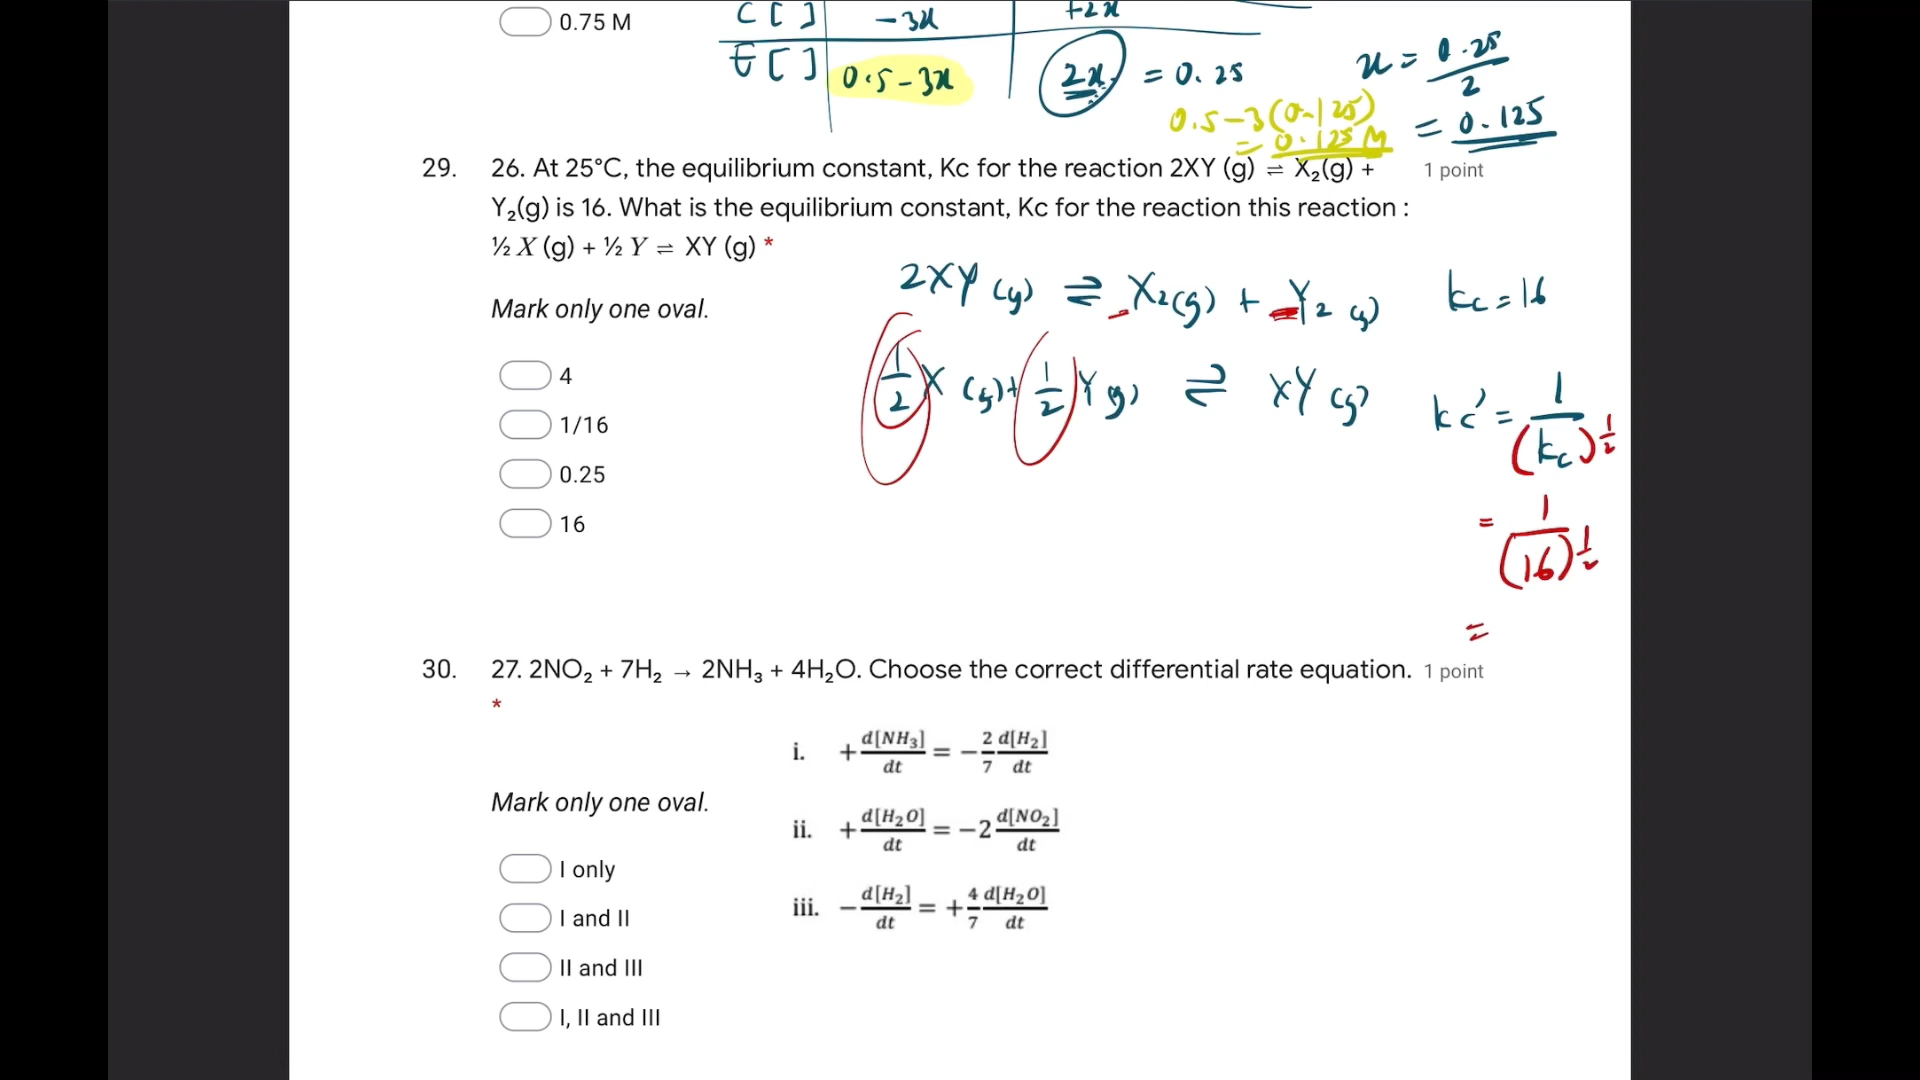 0.75 M
C [ ] -3x +2x
E [ ] 0.5-3x 2x = 0.25
x = 0.25/2
= 0.125
0.5-3(0.125)
= 0.125 M
29. 26. At 25°C, the equilibrium constant, Kc for the reaction 2XY (g) ⇌ X₂(g) + 1 point
Y₂(g) is 16. What is the equilibrium constant, Kc for the reaction this reaction :
½ X (g) + ½ Y ⇌ XY (g) *
2XY (g) ⇌ X₂(g) + Y₂ (g) kc = 16
Mark only one oval.
1/2 X (g) + 1/2 Y (g) ⇌ XY (g) kc' = 1/(kc)^1/2
4
1/16
0.25
16
= 1/(16)^1/2
=
30. 27. 2NO₂ + 7H₂ → 2NH₃ + 4H₂O. Choose the correct differential rate equation. 1 point
*
i. +d[NH₃]/dt = -2/7 d[H₂]/dt
Mark only one oval.
ii. +d[H₂O]/dt = -2 d[NO₂]/dt
I only
iii. -d[H₂]/dt = +4/7 d[H₂O]/dt
I and II
II and III
I, II and III